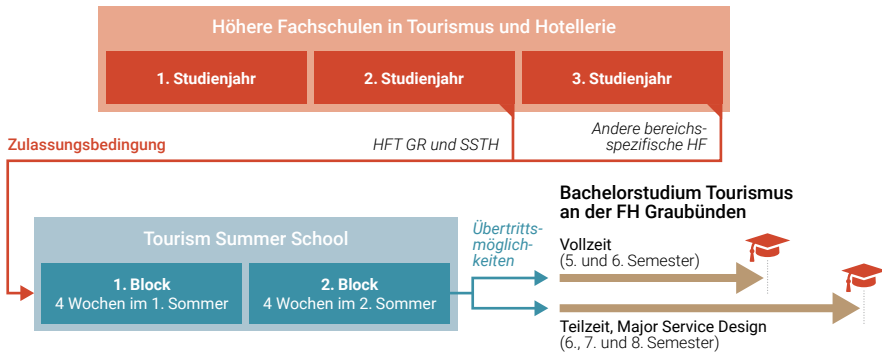 Höhere Fachschulen in Tourismus und Hotellerie
1. Studienjahr
2. Studienjahr
3. Studienjahr
Zulassungsbedingung
HFT GR und SSTH
Andere bereichs-
spezifische HF
Tourism Summer School
1. Block
4 Wochen im 1. Sommer
2. Block
4 Wochen im 2. Sommer
Übertritts-
möglich-
keiten
Bachelorstudium Tourismus
an der FH Graubünden
Vollzeit
(5. und 6. Semester)
Teilzeit, Major Service Design
(6., 7. und 8. Semester)